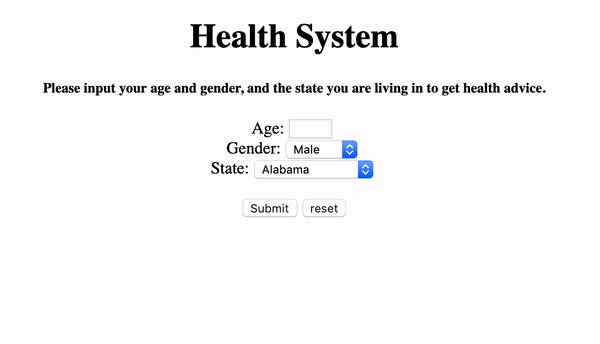 Health System
Please input your age and gender, and the state you are living in to get health advice.
Age:
Gender: Male
State: Alabama
Submit reset